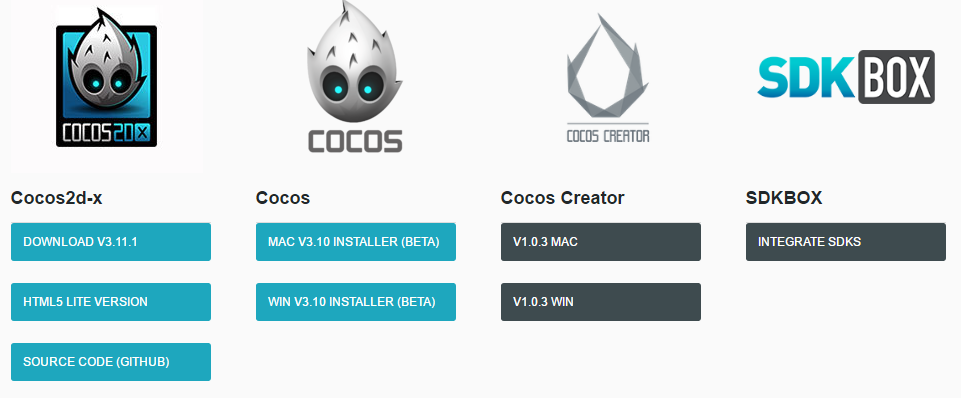 COCOS2DX
COCOS
COCOS CREATOR
SDKBOX
Cocos2d-x
Cocos
Cocos Creator
SDKBOX
DOWNLOAD V3.11.1
MAC V3.10 INSTALLER (BETA)
V1.0.3 MAC
INTEGRATE SDKS
HTML5 LITE VERSION
WIN V3.10 INSTALLER (BETA)
V1.0.3 WIN
SOURCE CODE (GITHUB)